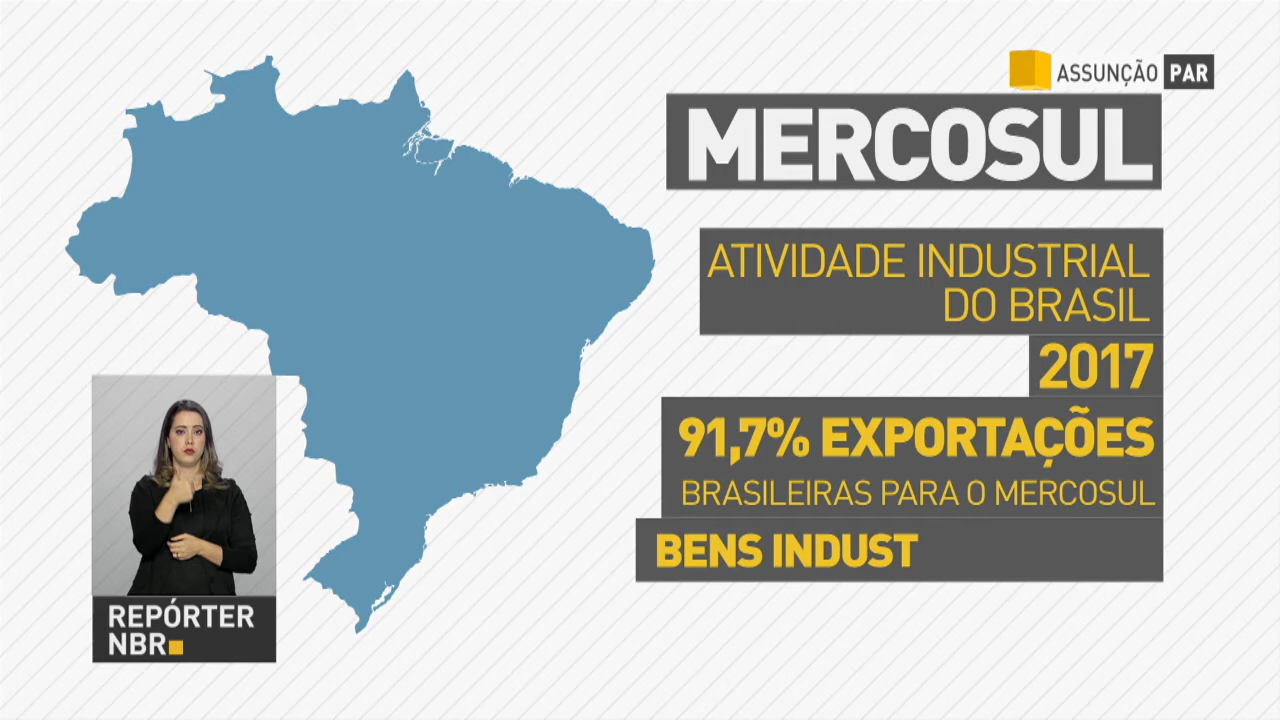 ASSUNÇÃO PAR
MERCOSUL
ATIVIDADE INDUSTRIAL
DO BRASIL
2017
91,7% EXPORTAÇÕES
BRASILEIRAS PARA O MERCOSUL
BENS INDUST
REPÓRTER
NBR